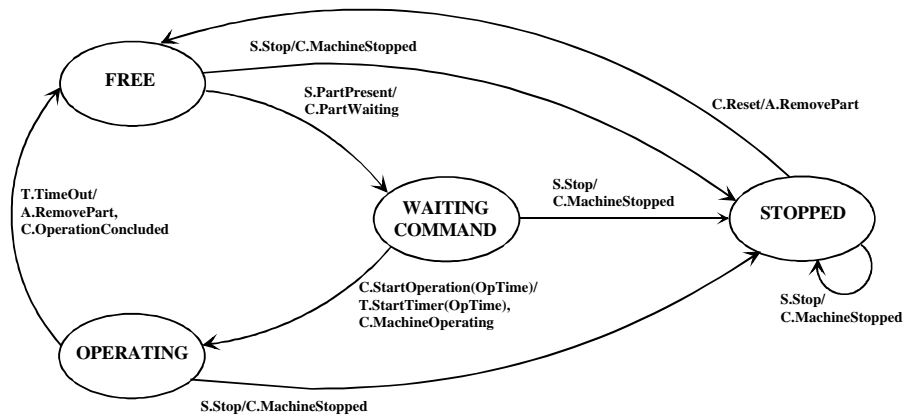 S.Stop/C.MachineStopped
FREE
S.PartPresent/
C.PartWaiting
C.Reset/A.RemovePart
T.TimeOut/
A.RemovePart,
C.OperationConcluded
S.Stop/
C.MachineStopped
WAITING
COMMAND
STOPPED
C.StartOperation(OpTime)/
T.StartTimer(OpTime),
C.MachineOperating
S.Stop/
C.MachineStopped
OPERATING
S.Stop/C.MachineStopped